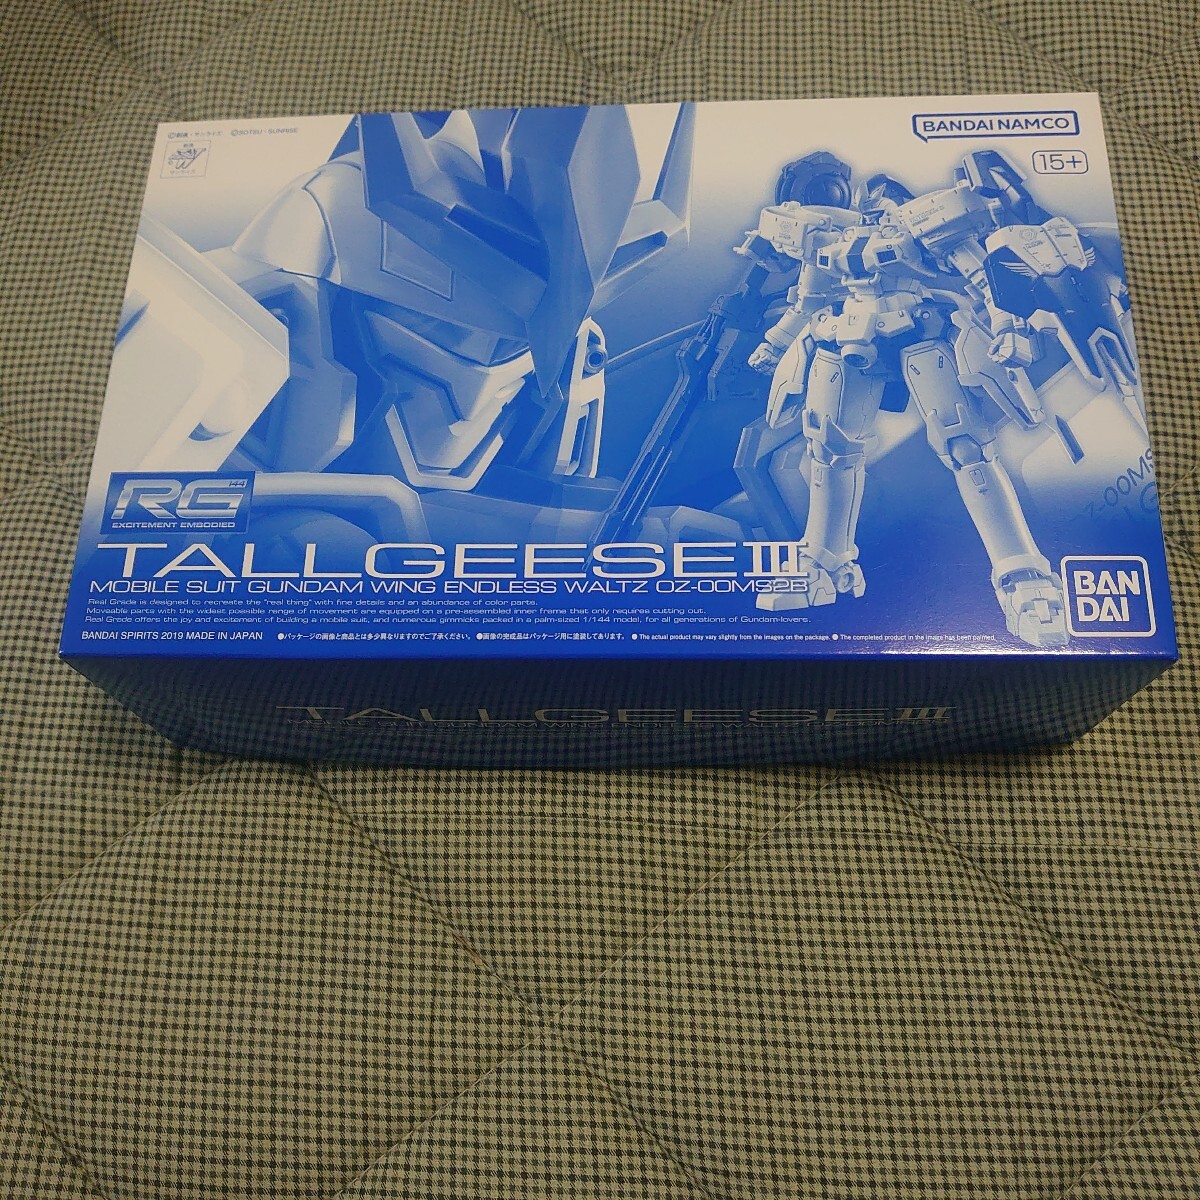 ©創通・サンライズ ©SOTSU・SUNRISE
BANDAI NAMCO
15+
RG
144
EXCITEMENT EMBODIED
TALLGEESE III
MOBILE SUIT GUNDAM WING ENDLESS WALTZ OZ-00MS2B
Real Grade is designed to recreate the "real thing" with fine details and an abundance of color parts.
Moveable parts with the widest possible range of movement are equipped on a pre-assembled inner frame that only requires cutting out.
Real Grade offers the joy and excitement of building a mobile suit, and numerous gimmicks packed in a palm-sized 1/144 model, for all generations of Gundam-lovers.
BANDAI SPIRITS 2019 MADE IN JAPAN ●パッケージの画像と商品とは多少異なりますのでご了承ください。 ●画像の完成品はパッケージ用に塗装してあります。 ● The actual product may vary slightly from the images on the package. ● The completed product in the image has been painted.
BAN
DAI
TALLGEESE III
MOBILE SUIT GUNDAM WING ENDLESS WALTZ